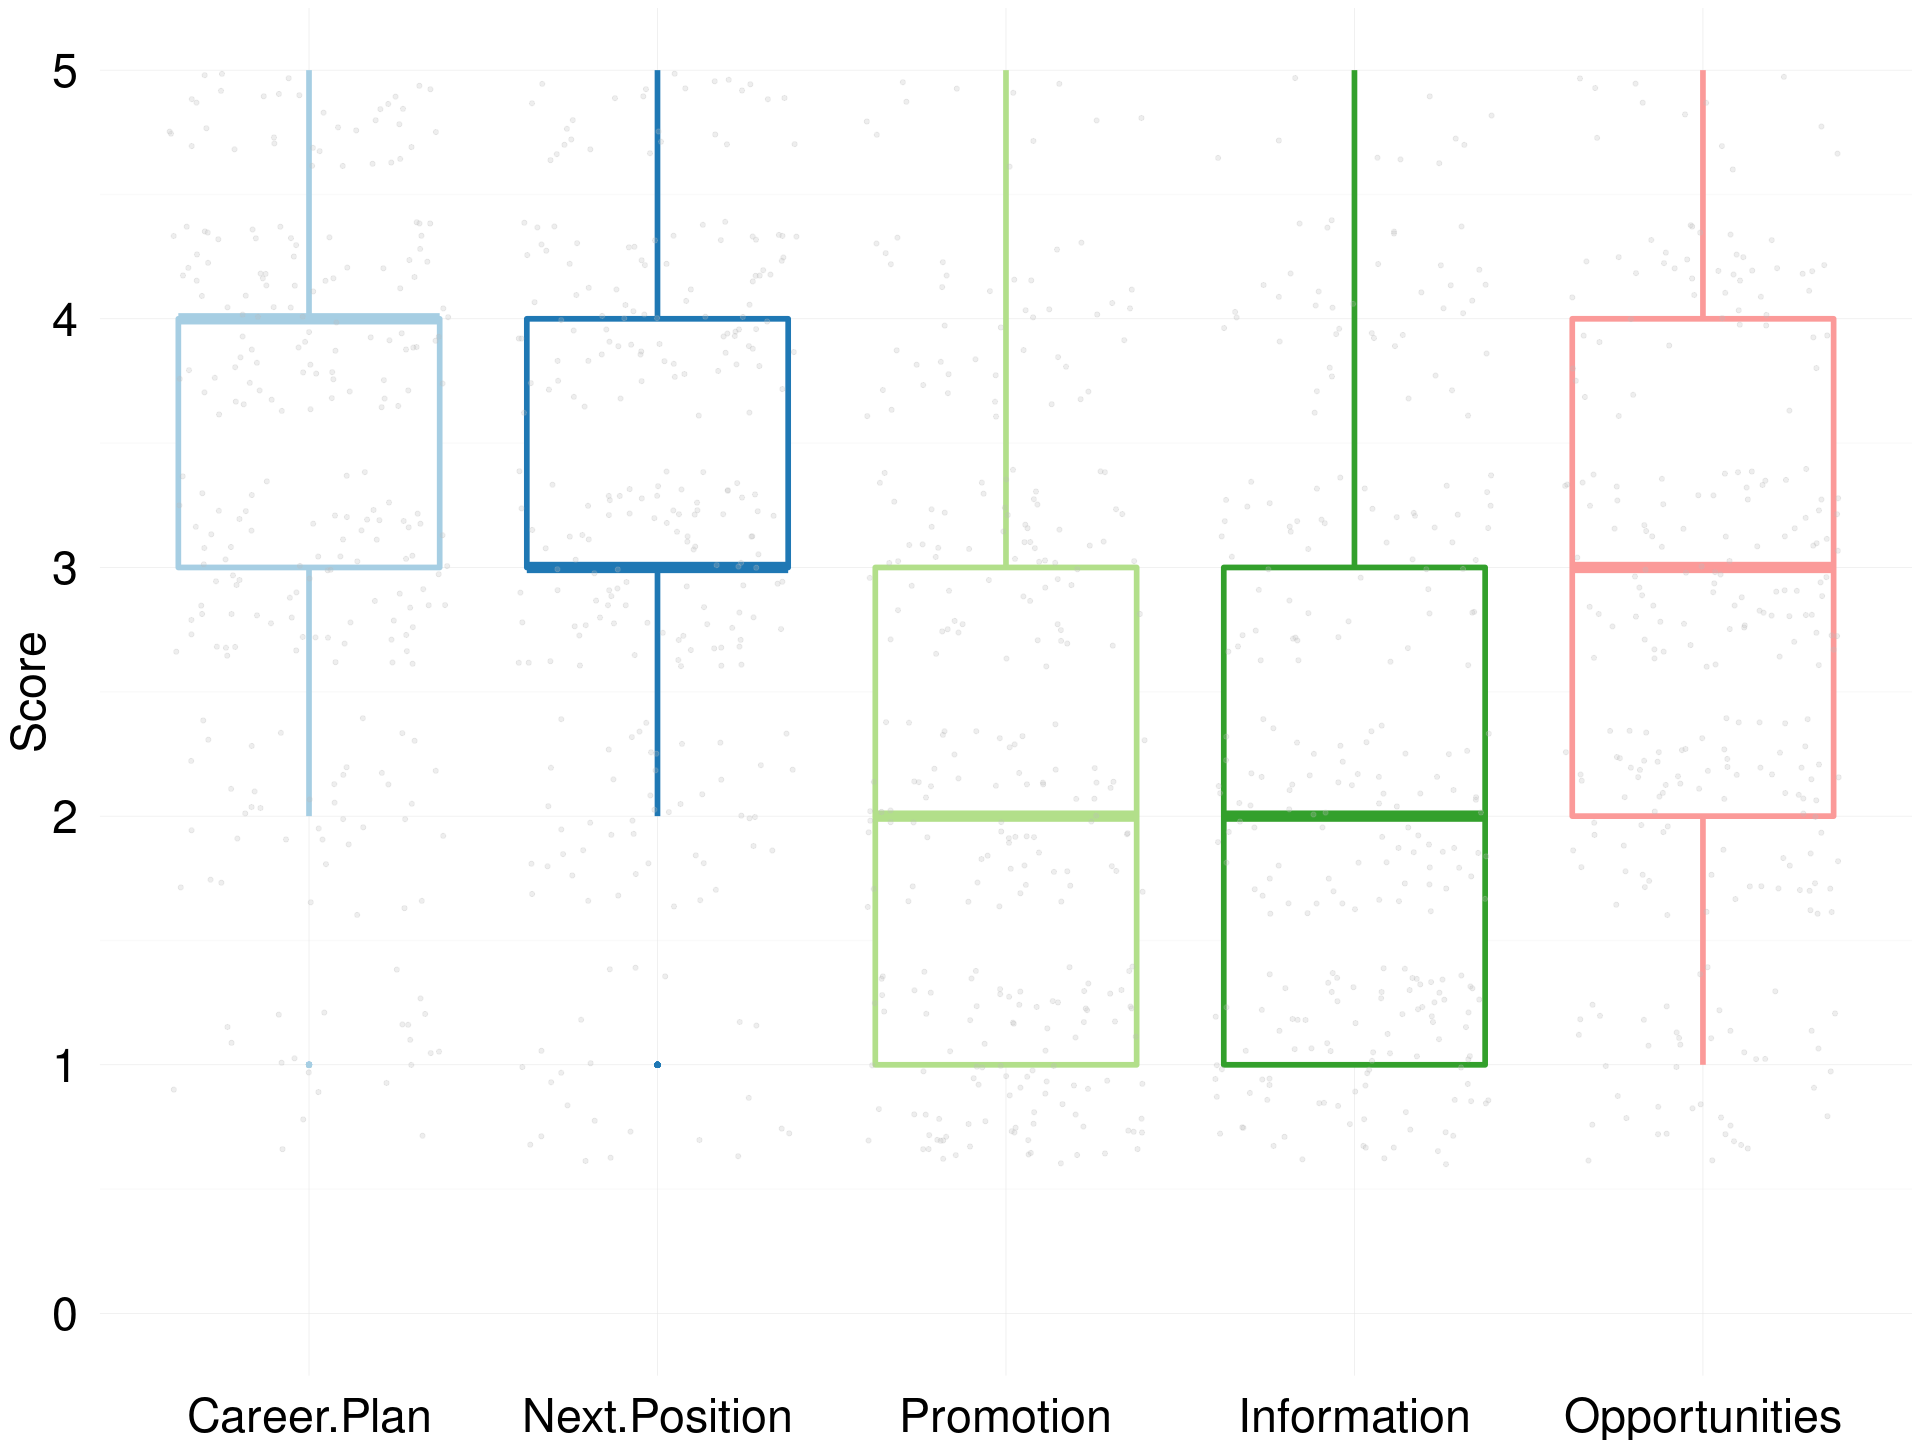 Score
5
4
3
2
1
0
Career.Plan
Next.Position
Promotion
Information
Opportunities